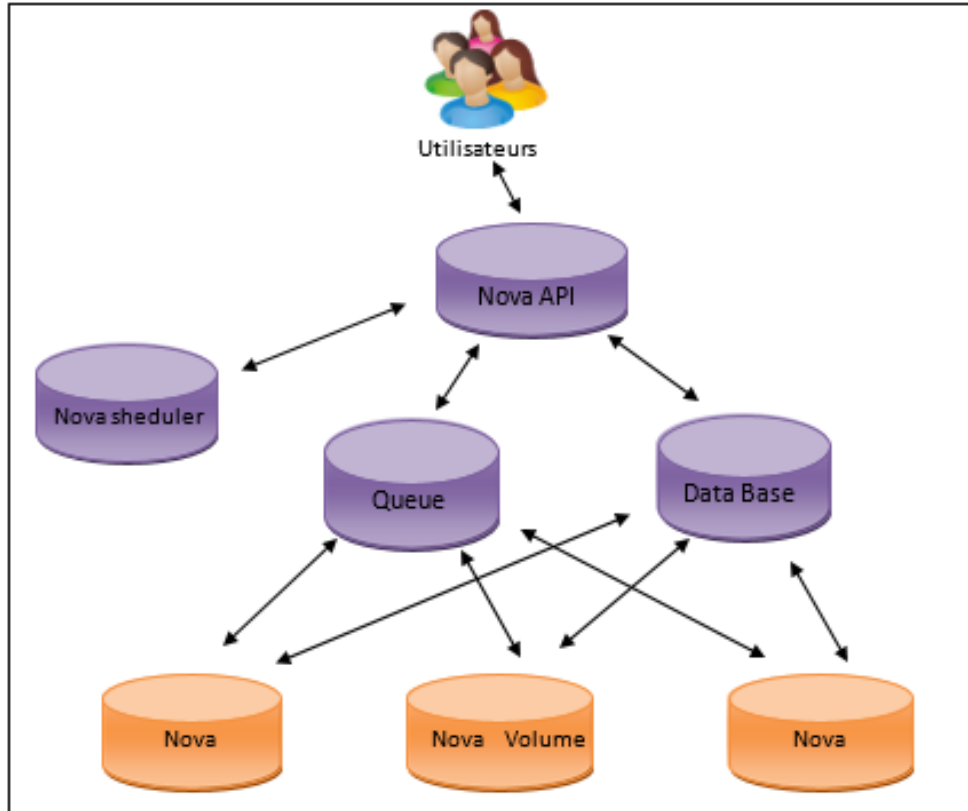 Utilisateurs
Nova API
Nova sheduler
Queue
Data Base
Nova
Nova Volume
Nova